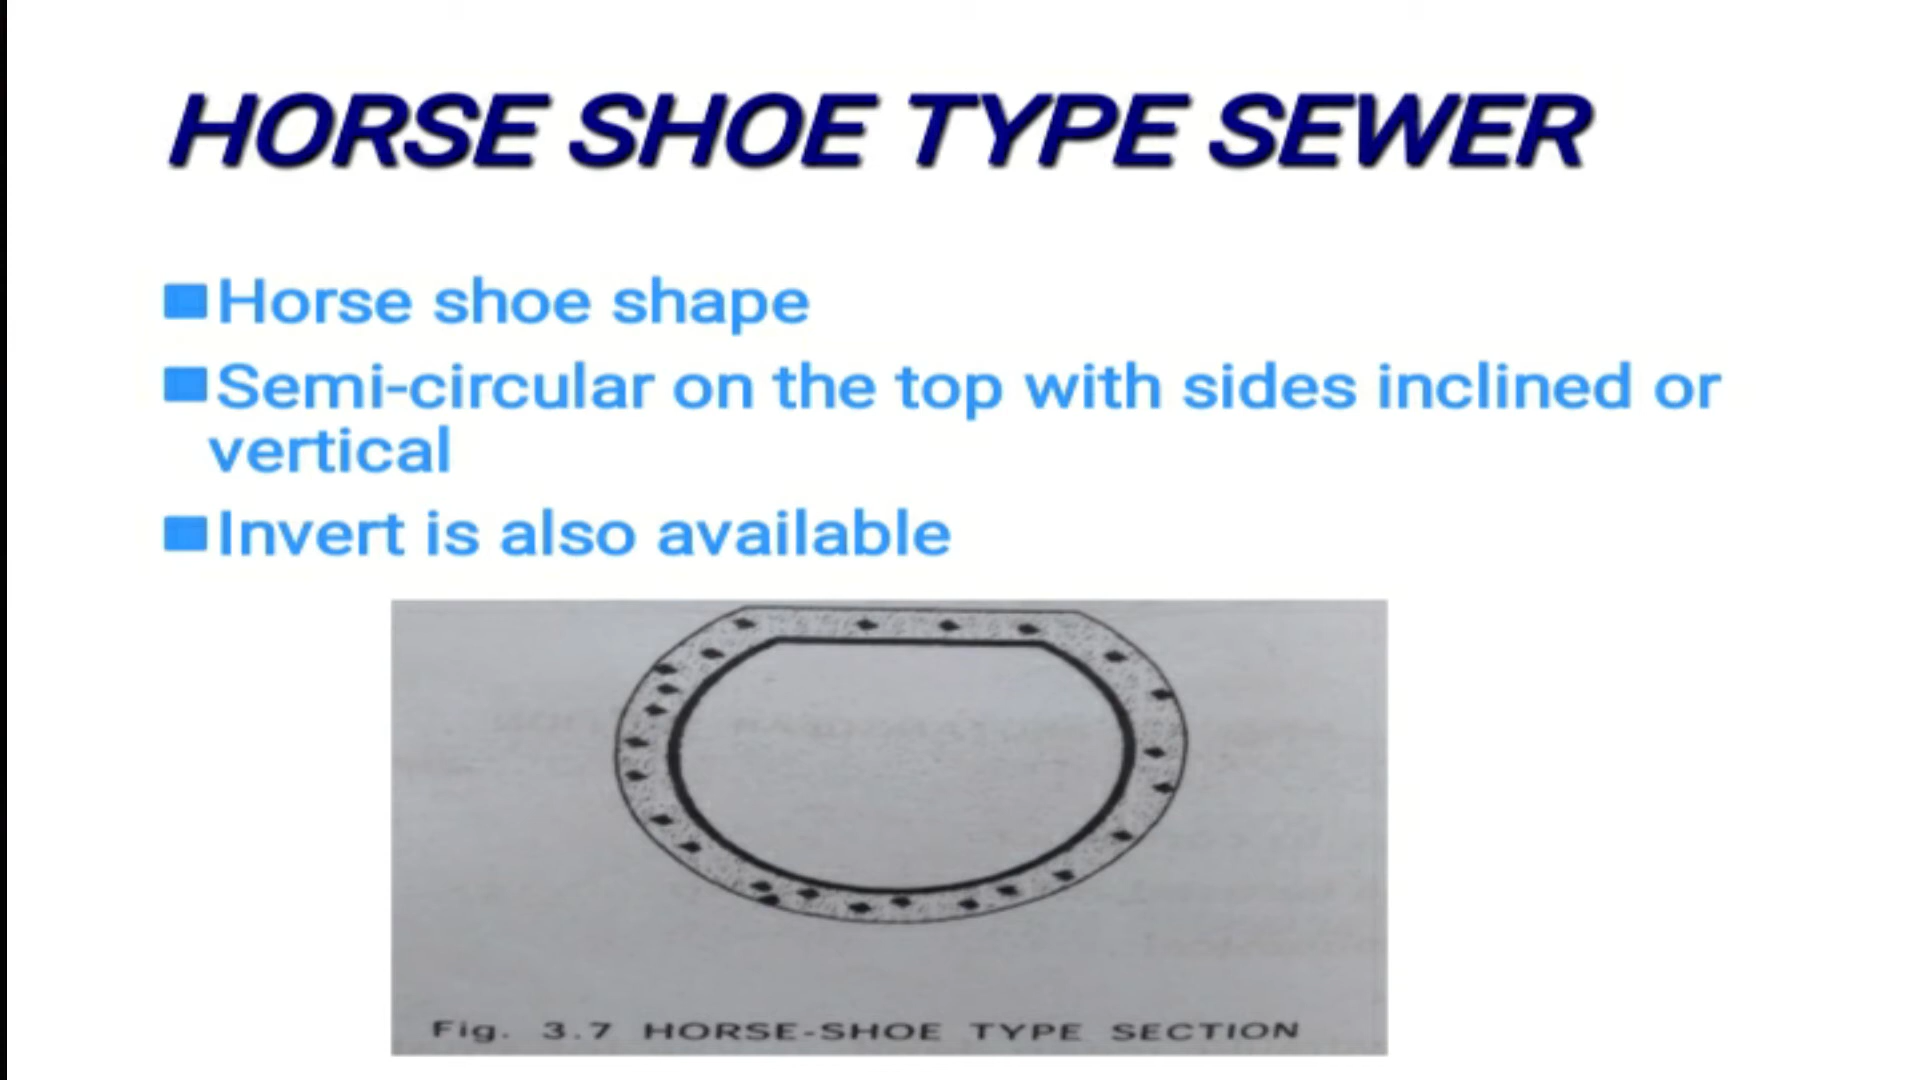 HORSE SHOE TYPE SEWER
Horse shoe shape
Semi-circular on the top with sides inclined or
vertical
Invert is also available
Fig. 3.7 HORSE-SHOE TYPE SECTION